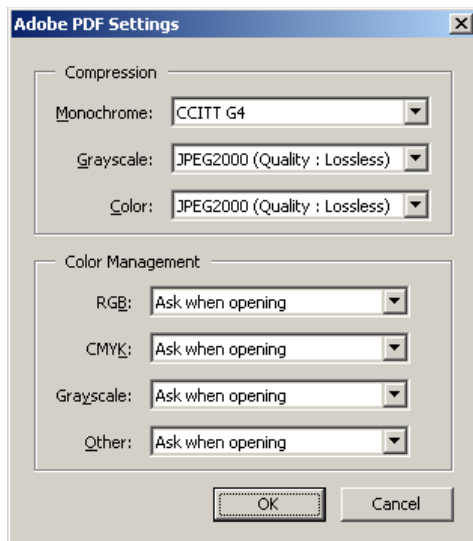 Adobe PDF Settings
Compression
Monochrome: CCITT G4
Grayscale: JPEG2000 (Quality : Lossless)
Color: JPEG2000 (Quality : Lossless)
Color Management
RGB: Ask when opening
CMYK: Ask when opening
Grayscale: Ask when opening
Other: Ask when opening
OK Cancel